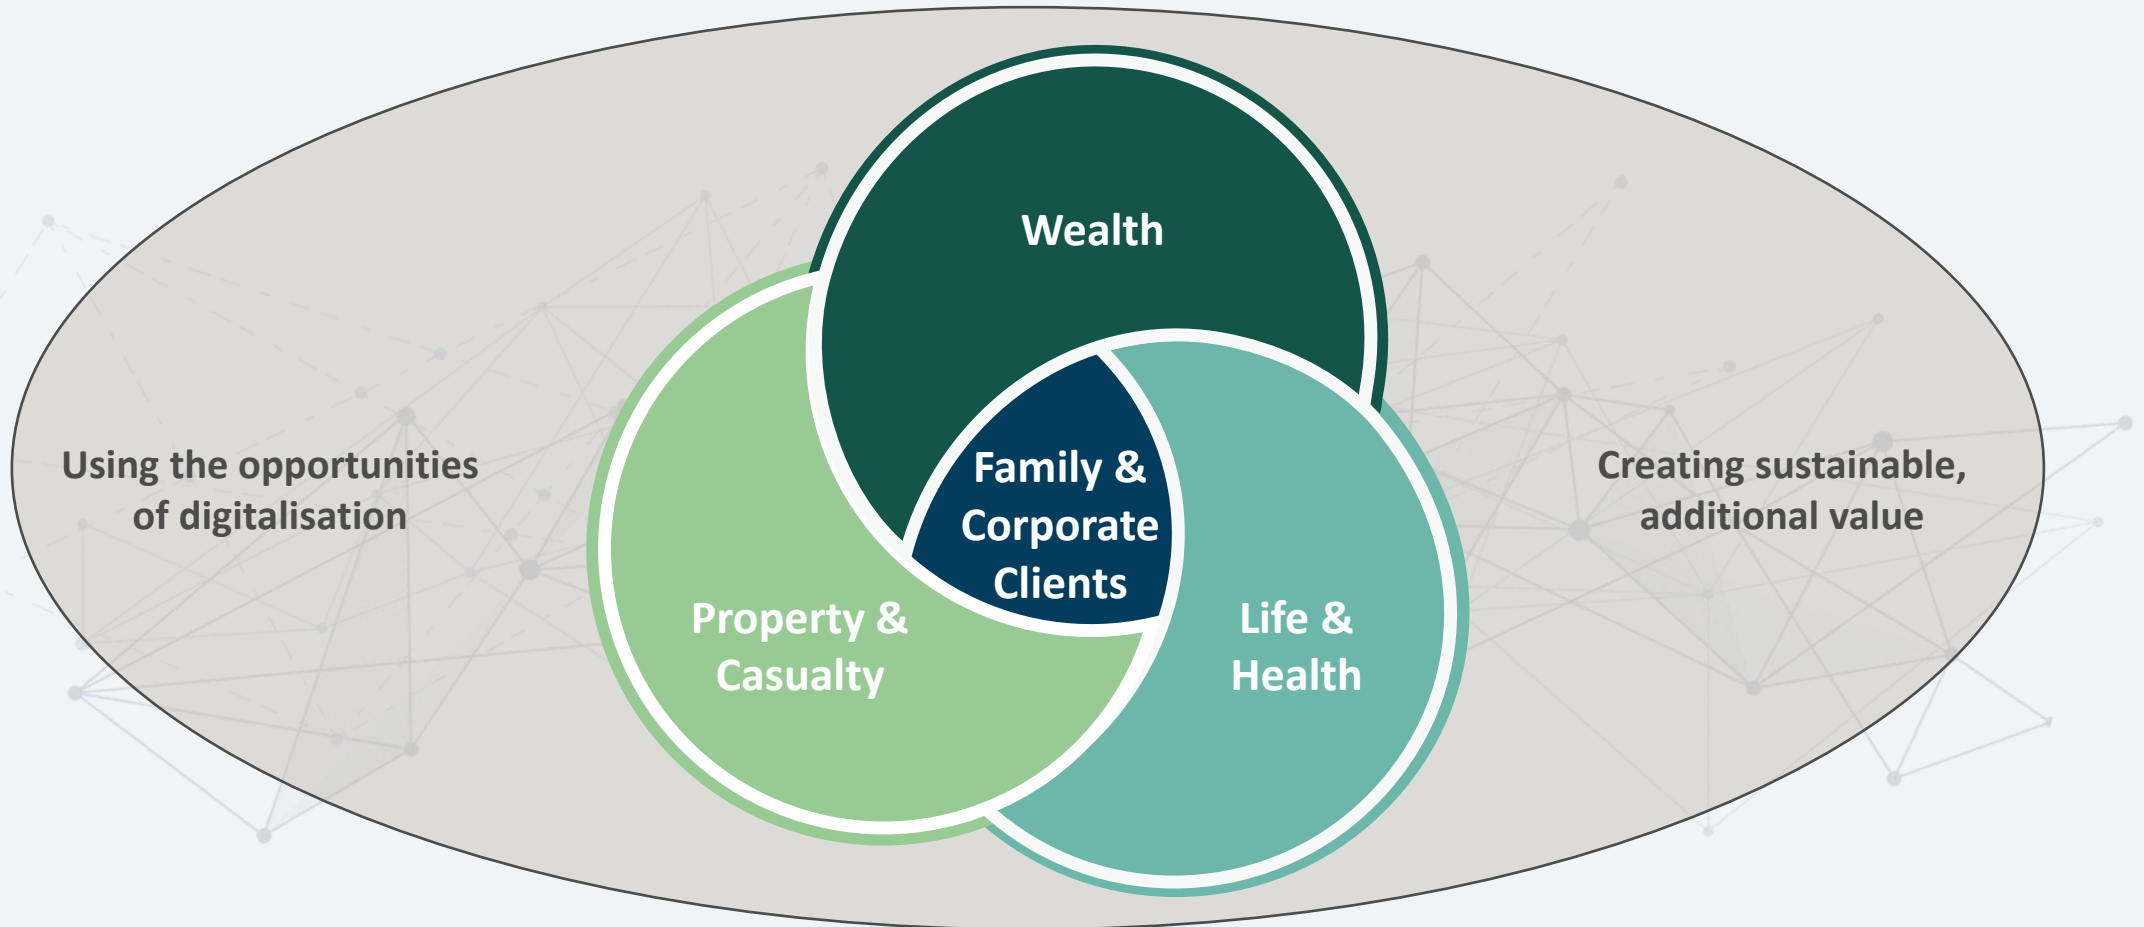 Wealth
Using the opportunities
of digitalisation
Family &
Corporate
Clients
Creating sustainable,
additional value
Property &
Casualty
Life &
Health